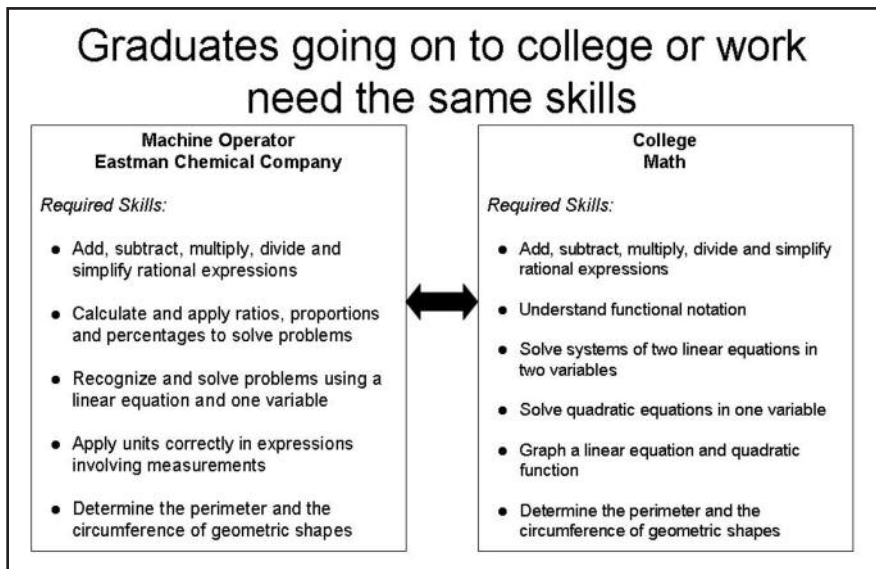 Graduates going on to college or work
need the same skills
Machine Operator
Eastman Chemical Company
Required Skills:
● Add, subtract, multiply, divide and
simplify rational expressions
● Calculate and apply ratios, proportions
and percentages to solve problems
● Recognize and solve problems using a
linear equation and one variable
● Apply units correctly in expressions
involving measurements
● Determine the perimeter and the
circumference of geometric shapes
College
Math
Required Skills:
● Add, subtract, multiply, divide and simplify
rational expressions
● Understand functional notation
● Solve systems of two linear equations in
two variables
● Solve quadratic equations in one variable
● Graph a linear equation and quadratic
function
● Determine the perimeter and the
circumference of geometric shapes